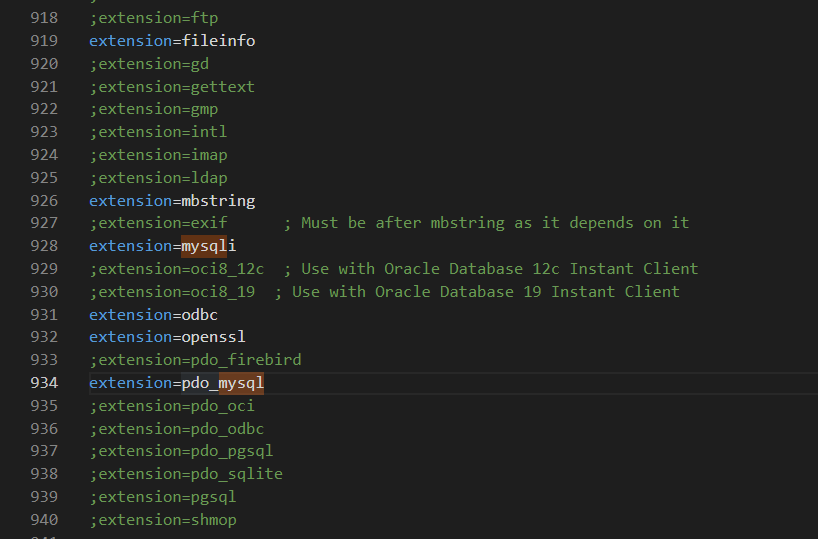 918 ;extension=ftp
919 extension=fileinfo
920 ;extension=gd
921 ;extension=gettext
922 ;extension=gmp
923 ;extension=intl
924 ;extension=imap
925 ;extension=ldap
926 extension=mbstring
927 ;extension=exif      ; Must be after mbstring as it depends on it
928 extension=mysqli
929 ;extension=oci8_12c  ; Use with Oracle Database 12c Instant Client
930 ;extension=oci8_19  ; Use with Oracle Database 19 Instant Client
931 extension=odbc
932 extension=openssl
933 ;extension=pdo_firebird
934 extension=pdo_mysql
935 ;extension=pdo_oci
936 ;extension=pdo_odbc
937 ;extension=pdo_pgsql
938 ;extension=pdo_sqlite
939 ;extension=pgsql
940 ;extension=shmop